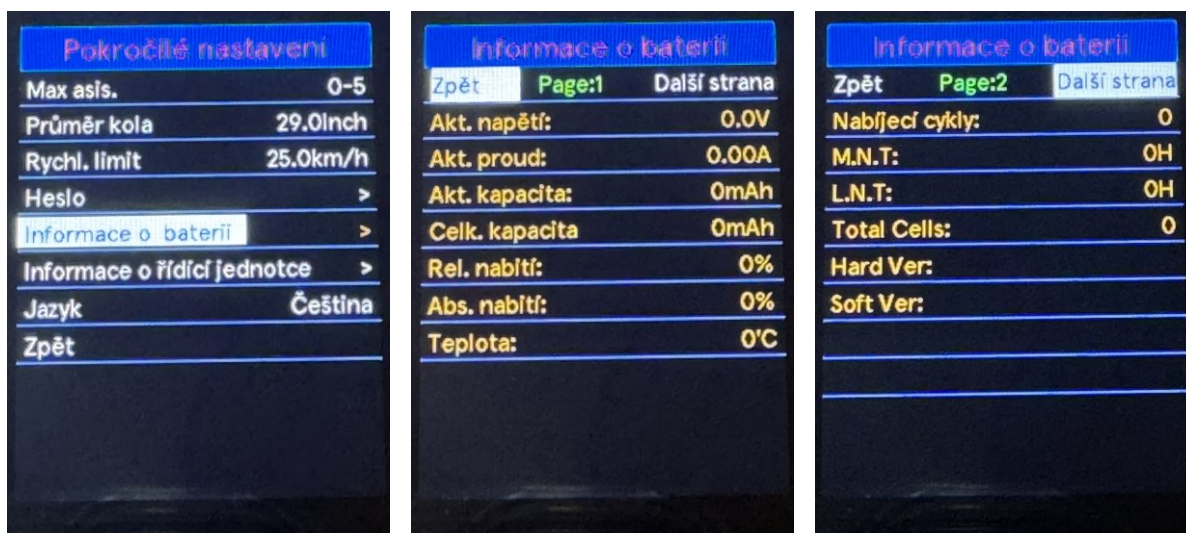 Pokročilé nastavení
Max asis. 0-5
Průměr kola 29.0Inch
Rychl. limit 25.0km/h
Heslo >
Informace o baterii >
Informace o řídící jednotce >
Jazyk Čeština
Zpět
Informace o baterii
Zpět Page:1 Další strana
Akt. napětí: 0.0V
Akt. proud: 0.00A
Akt. kapacita: 0mAh
Celk. kapacita 0mAh
Rel. nabití: 0%
Abs. nabití: 0%
Teplota: 0'C
Informace o baterii
Zpět Page:2 Další strana
Nabíjecí cykly: 0
M.N.T: 0H
L.N.T: 0H
Total Cells: 0
Hard Ver:
Soft Ver: